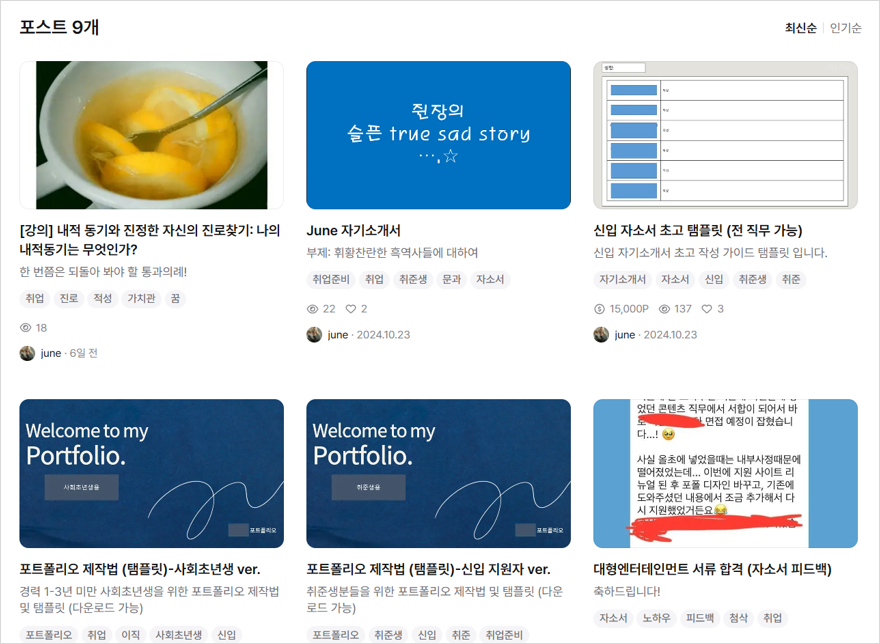 포스트 9개
최신순 | 인기순
[강의] 내적 동기와 진정한 자신의 진로찾기: 나의
내적동기는 무엇인가?
한 번쯤은 되돌아 봐야 할 통과의례!
취업 진로 적성 가치관 꿈
18
june · 6일 전
줜장의
슬픈 true sad story
···.☆
June 자기소개서
부제: 휘황찬란한 흑역사들에 대하여
취업준비 취업 취준생 문과 자소서
22 2
june · 2024.10.23
신입 자소서 초고 탬플릿 (전 직무 가능)
신입 자기소개서 초고 작성 가이드 탬플릿 입니다.
자기소개서 자소서 신입 취준생 취준
15,000P 137 3
june · 2024.10.23
Welcome to my
Portfolio.
사회초년생용
포트폴리오
포트폴리오 제작법 (탬플릿)-사회초년생 ver.
경력 1-3년 미만 사회초년생을 위한 포트폴리오 제작법
및 탬플릿 (다운로드 가능)
포트폴리오 취업 이직 사회초년생 신입
Welcome to my
Portfolio.
취준생용
포트폴리오
포트폴리오 제작법 (탬플릿)-신입 지원자 ver.
취준생분들을 위한 포트폴리오 제작법 및 탬플릿 (다운
로드 가능)
포트폴리오 취준생 신입 취준 취업준비
었던 콘텐츠 직무에서 서합이 되어서 바
로 면접 예정이 잡혔습니
다...! 🥹
사실 올초에 넣었을때는 내부사정때문에
떨어졌었는데... 이번에 지원 사이트 리
뉴얼 된 후 포폴 디자인 바꾸고, 기존에
도와주셨던 내용에서 조금 추가해서 다
시 지원했었거든요😂
대형엔터테인먼트 서류 합격 (자소서 피드백)
축하드립니다!
자소서 노하우 피드백 첨삭 취업